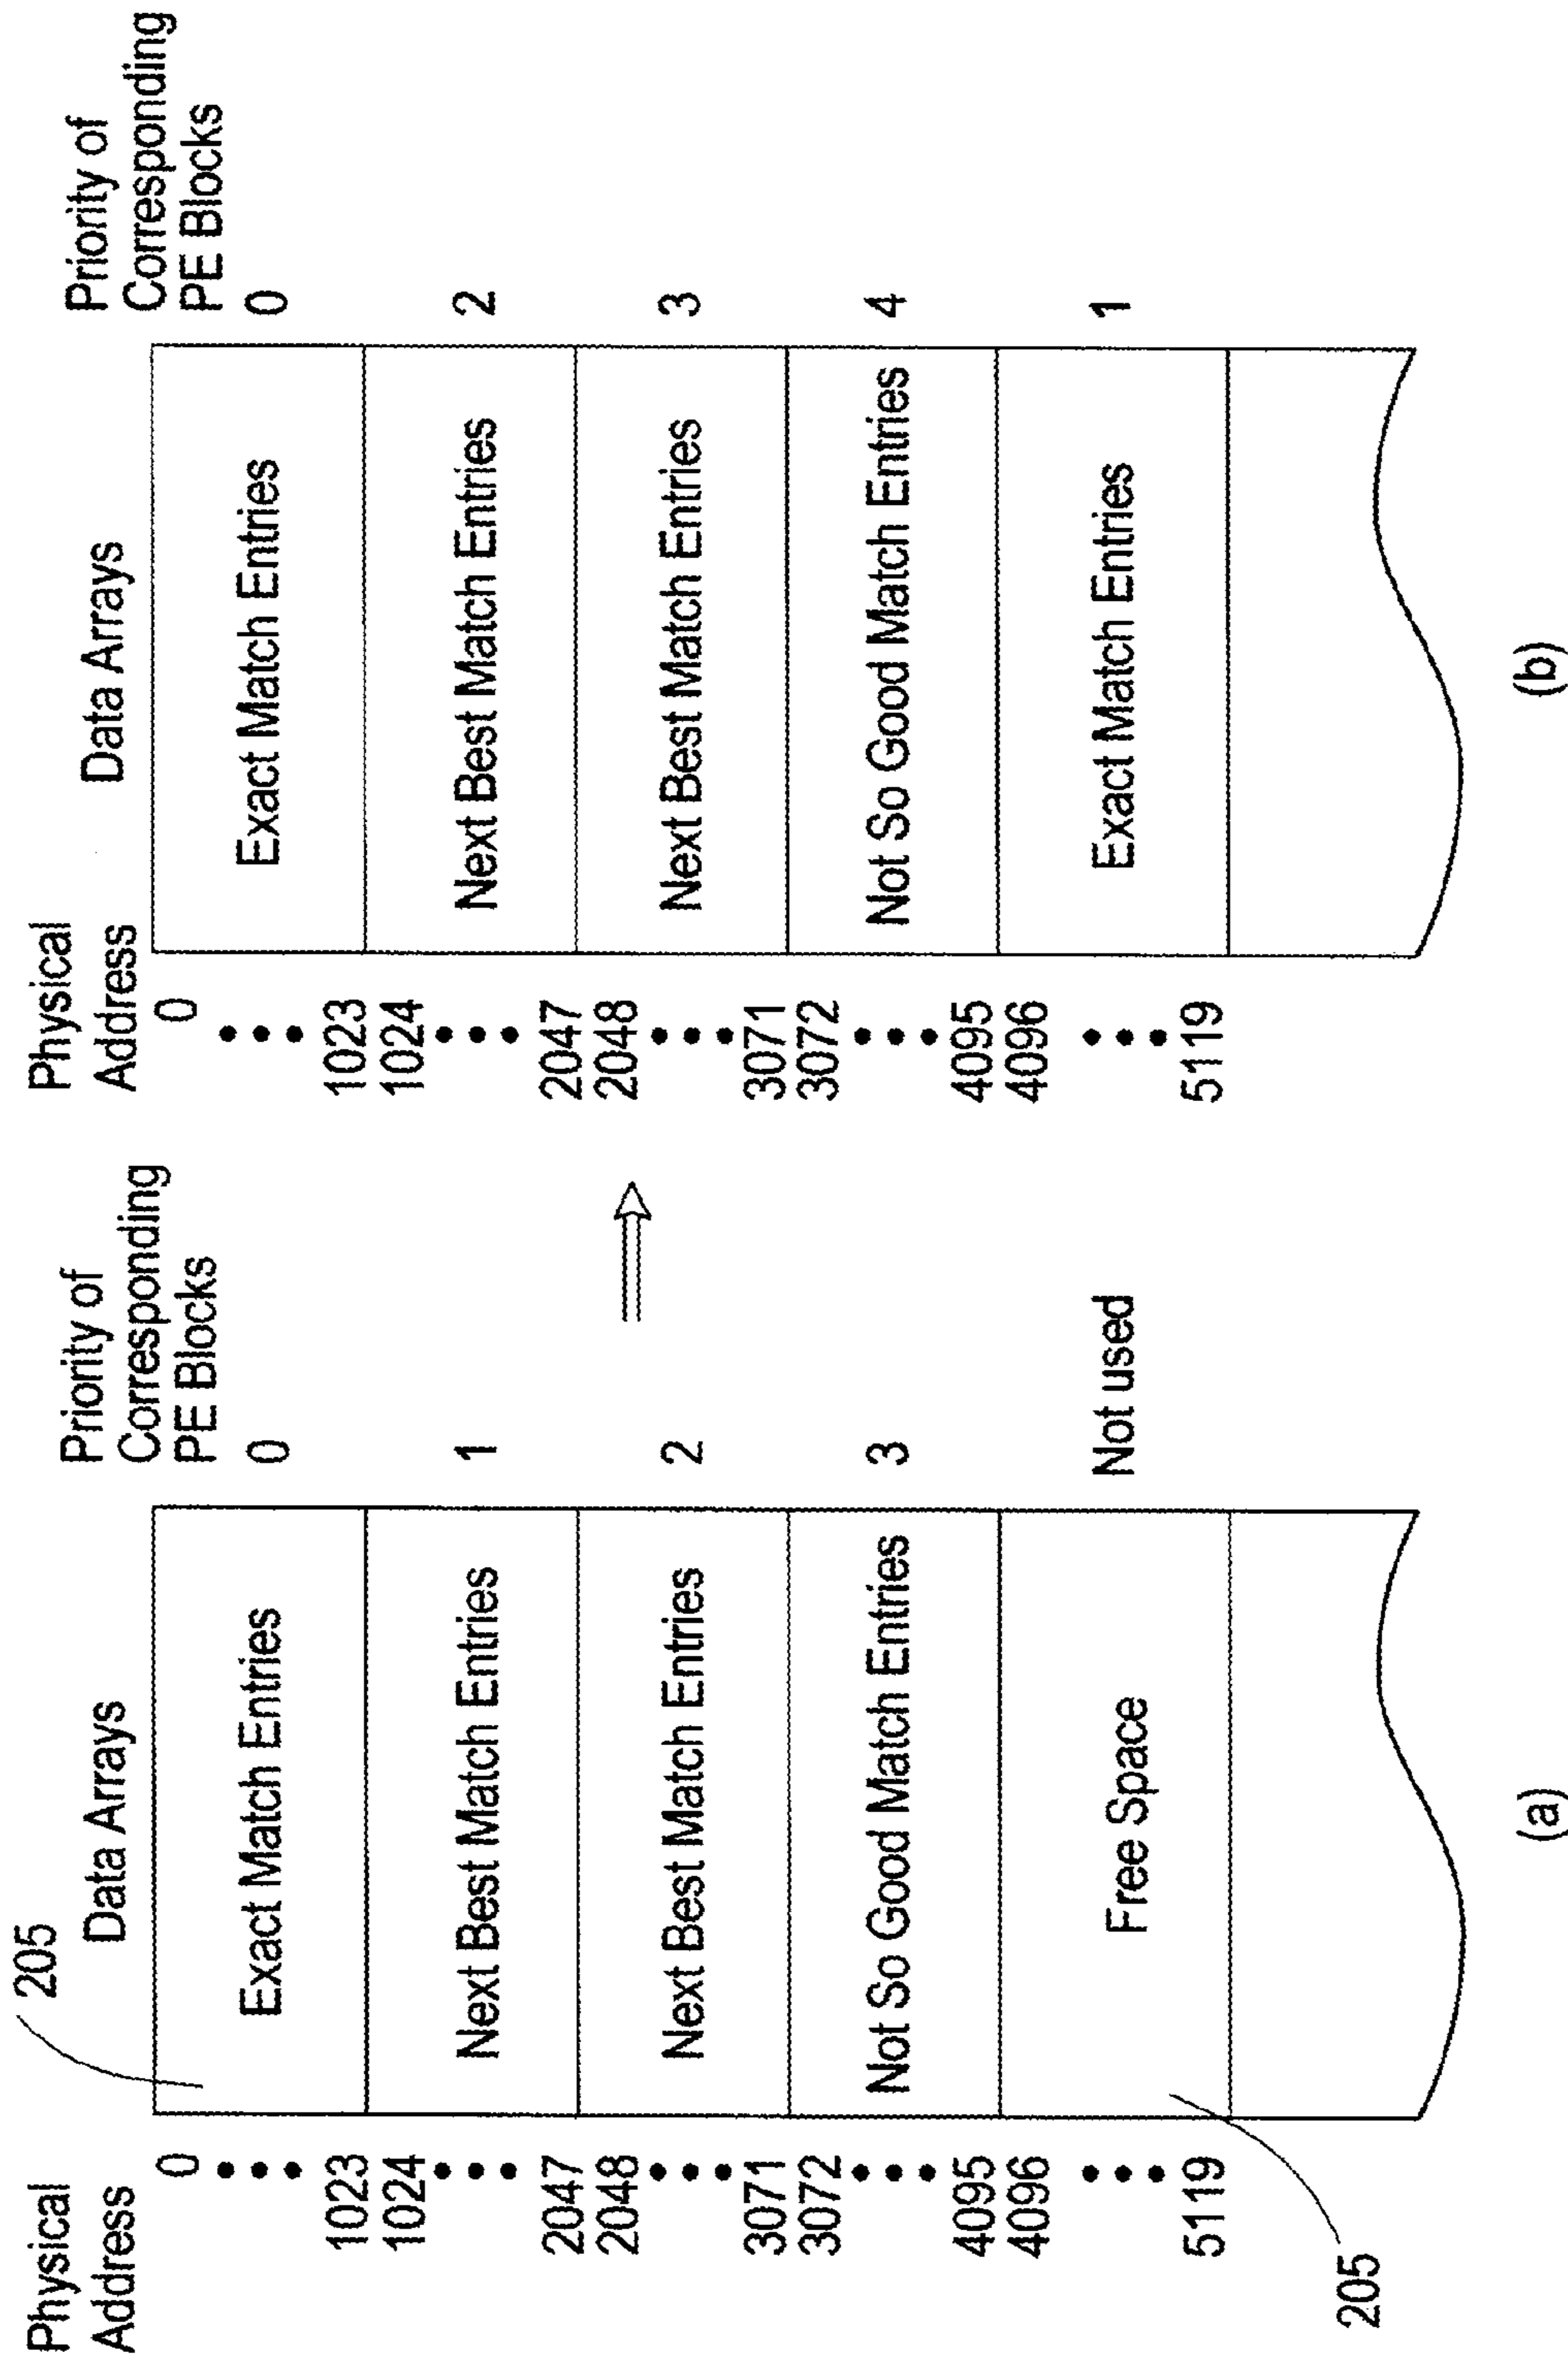 205
Physical
Address
Data Arrays
Priority of
Corresponding
PE Blocks
0
1023
Exact Match Entries
0
1024
2047
Next Best Match Entries
1
2048
3071
Next Best Match Entries
2
3072
4095
Not So Good Match Entries
3
4096
5119
Free Space
Not used
205
(a)
Physical
Address
Data Arrays
Priority of
Corresponding
PE Blocks
0
1023
Exact Match Entries
0
1024
2047
Next Best Match Entries
2
2048
3071
Next Best Match Entries
3
3072
4095
Not So Good Match Entries
4
4096
5119
Exact Match Entries
1
(b)